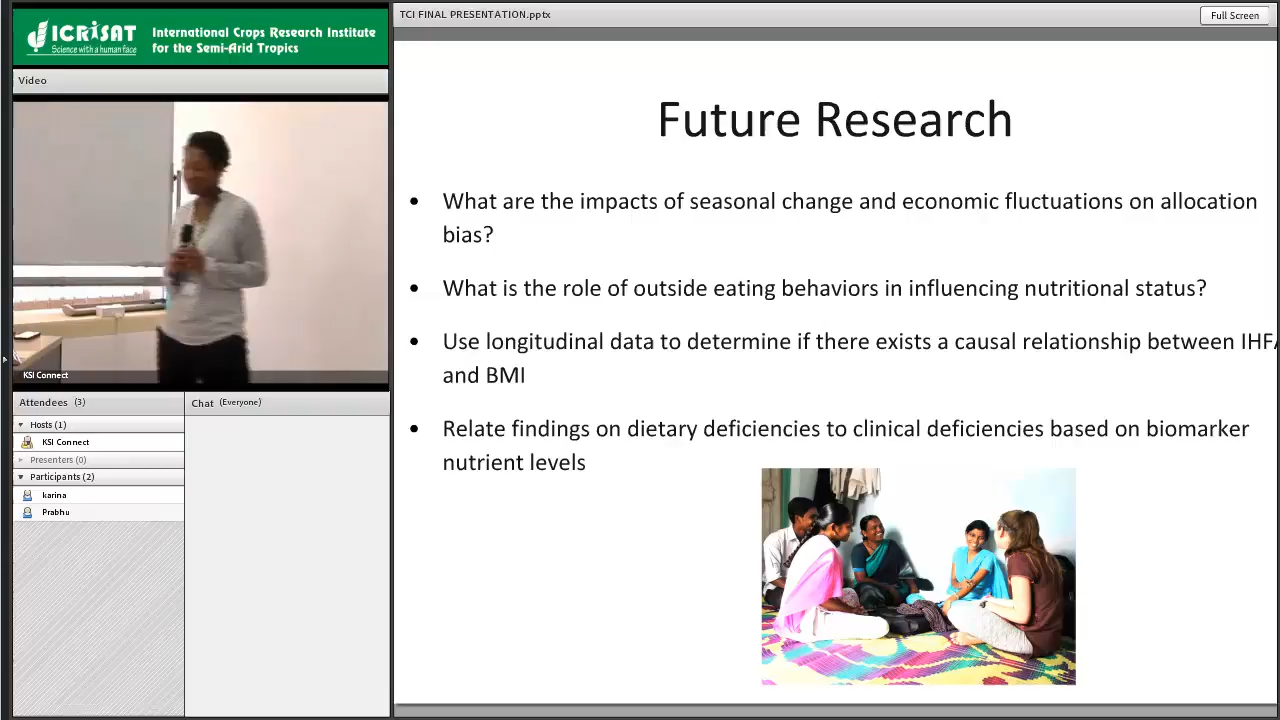 ICRISAT
Science with a human face
International Crops Research Institute
for the Semi-Arid Tropics
Video
KSI Connect
Attendees (3)
Hosts (1)
KSI Connect
Presenters (0)
Participants (2)
karina
Prabhu
Chat (Everyone)
TCI FINAL PRESENTATION.pptx
Full Screen
Future Research
• What are the impacts of seasonal change and economic fluctuations on allocation
bias?
• What is the role of outside eating behaviors in influencing nutritional status?
• Use longitudinal data to determine if there exists a causal relationship between IHFA
and BMI
• Relate findings on dietary deficiencies to clinical deficiencies based on biomarker
nutrient levels